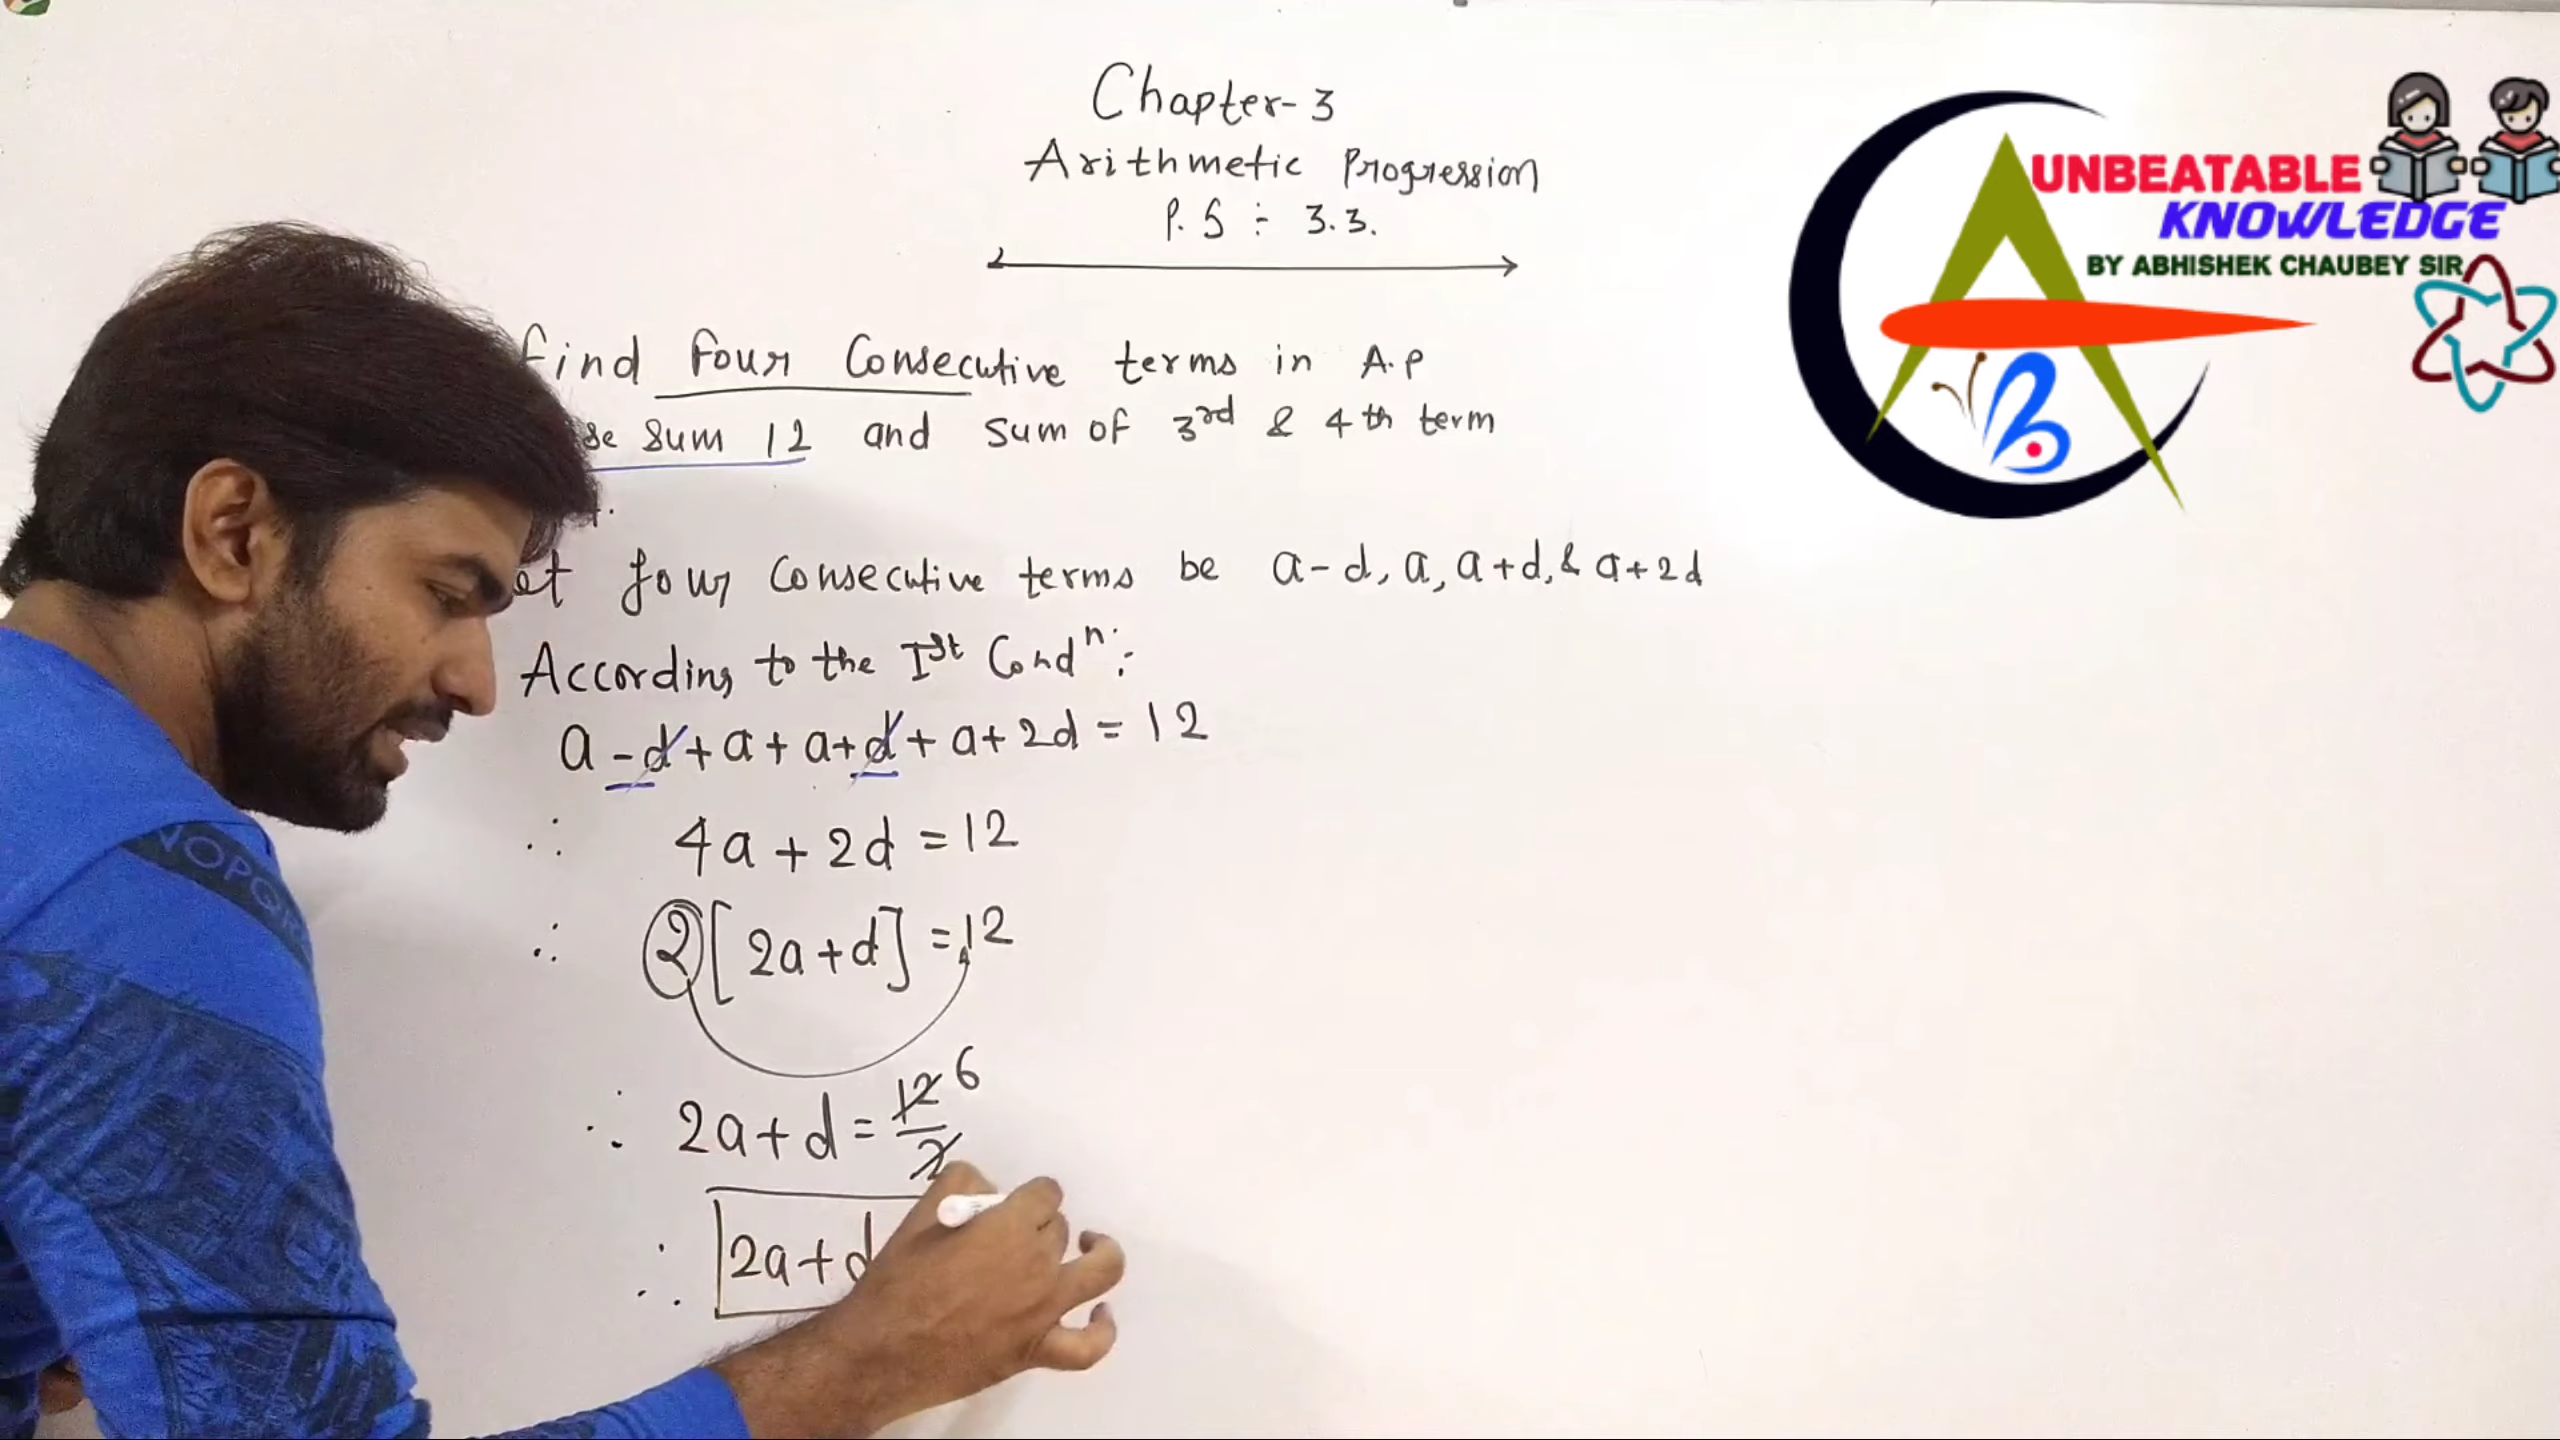 Chapter-3
Arithmetic Progression
P.S ÷ 3.3.
UNBEATABLE
KNOWLEDGE
BY ABHISHEK CHAUBEY SIR
find four Consecutive terms in A.P
se sum 12 and sum of 3rd & 4th term
et four consecutive terms be a-d, a, a+d, & a+2d
According to the Ist Condn:
a-d+a+a+d+a+2d=12
∴ 4a+2d=12
∴ 2[2a+d]=12
∴ 2a+d=12/2 6
∴ 2a+d